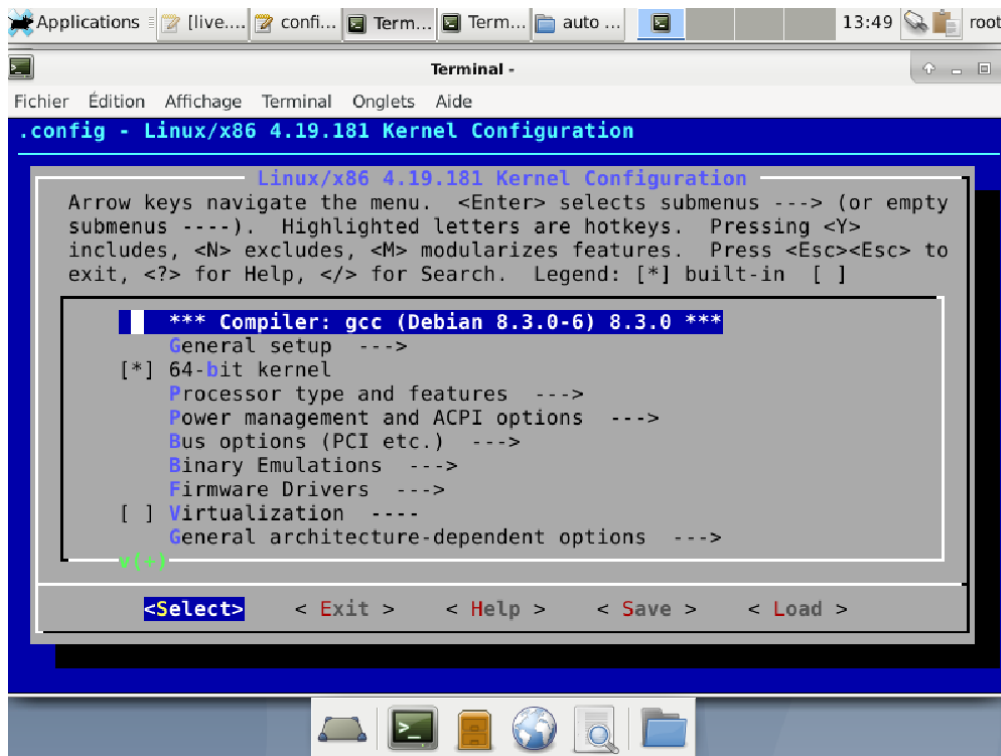 Applications [live.... confi... Term... Term... auto ... 13:49 root
Terminal -
Fichier Édition Affichage Terminal Onglets Aide
.config - Linux/x86 4.19.181 Kernel Configuration
Linux/x86 4.19.181 Kernel Configuration
Arrow keys navigate the menu. <Enter> selects submenus ---> (or empty
submenus ----). Highlighted letters are hotkeys. Pressing <Y>
includes, <N> excludes, <M> modularizes features. Press <Esc><Esc> to
exit, <?> for Help, </> for Search. Legend: [*] built-in [ ]
*** Compiler: gcc (Debian 8.3.0-6) 8.3.0 ***
General setup --->
[*] 64-bit kernel
Processor type and features --->
Power management and ACPI options --->
Bus options (PCI etc.) --->
Binary Emulations --->
Firmware Drivers --->
[ ] Virtualization ----
General architecture-dependent options --->
v(+)
<Select> < Exit > < Help > < Save > < Load >